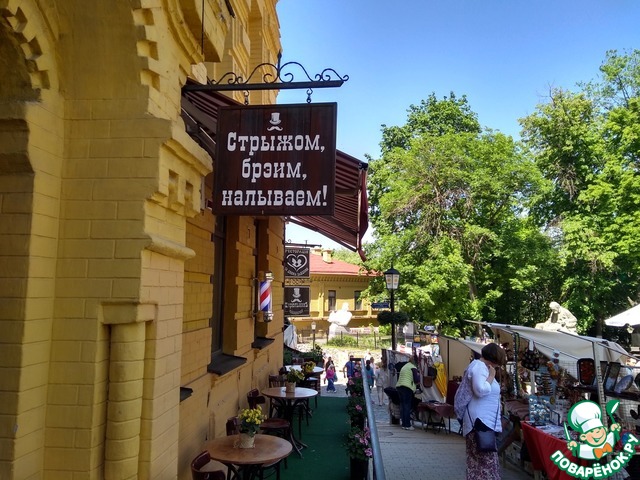 Стрыжом,
брэим,
налываем!
ПОВАРЁНОК.РУ